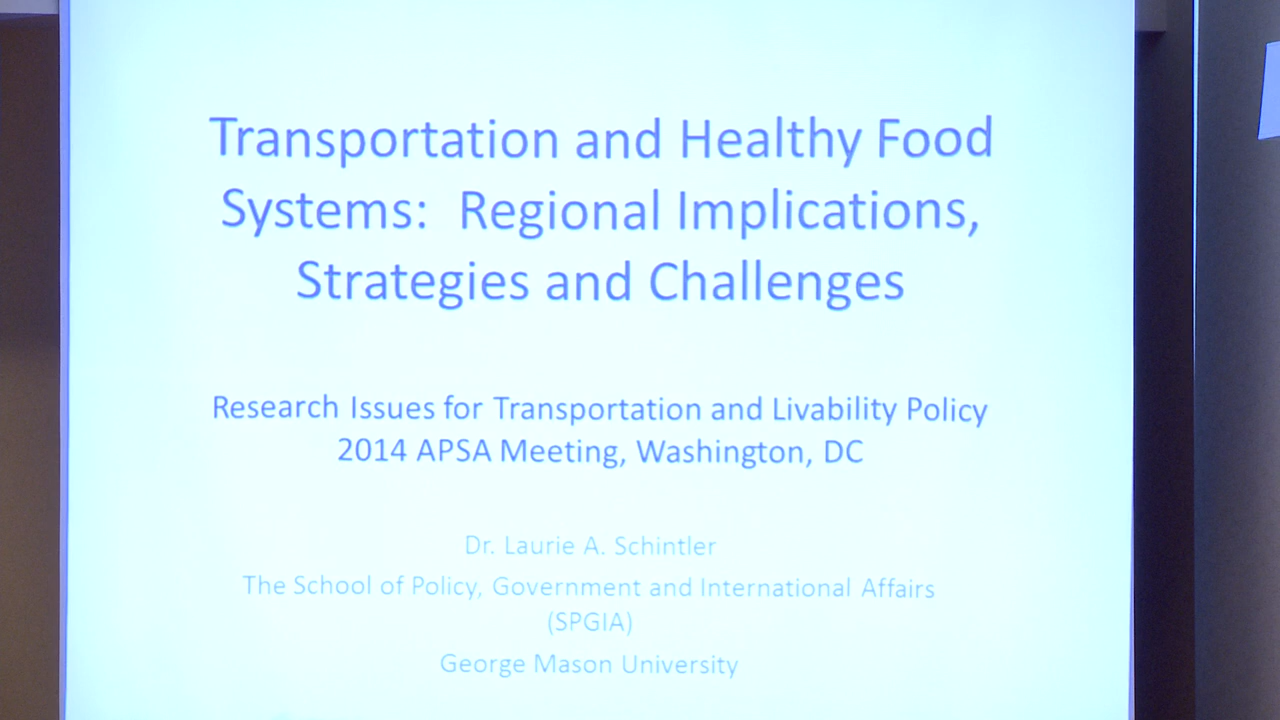 Transportation and Healthy Food
Systems: Regional Implications,
Strategies and Challenges
Research Issues for Transportation and Livability Policy
2014 APSA Meeting, Washington, DC
Dr. Laurie A. Schintler
The School of Policy, Government and International Affairs
(SPGIA)
George Mason University